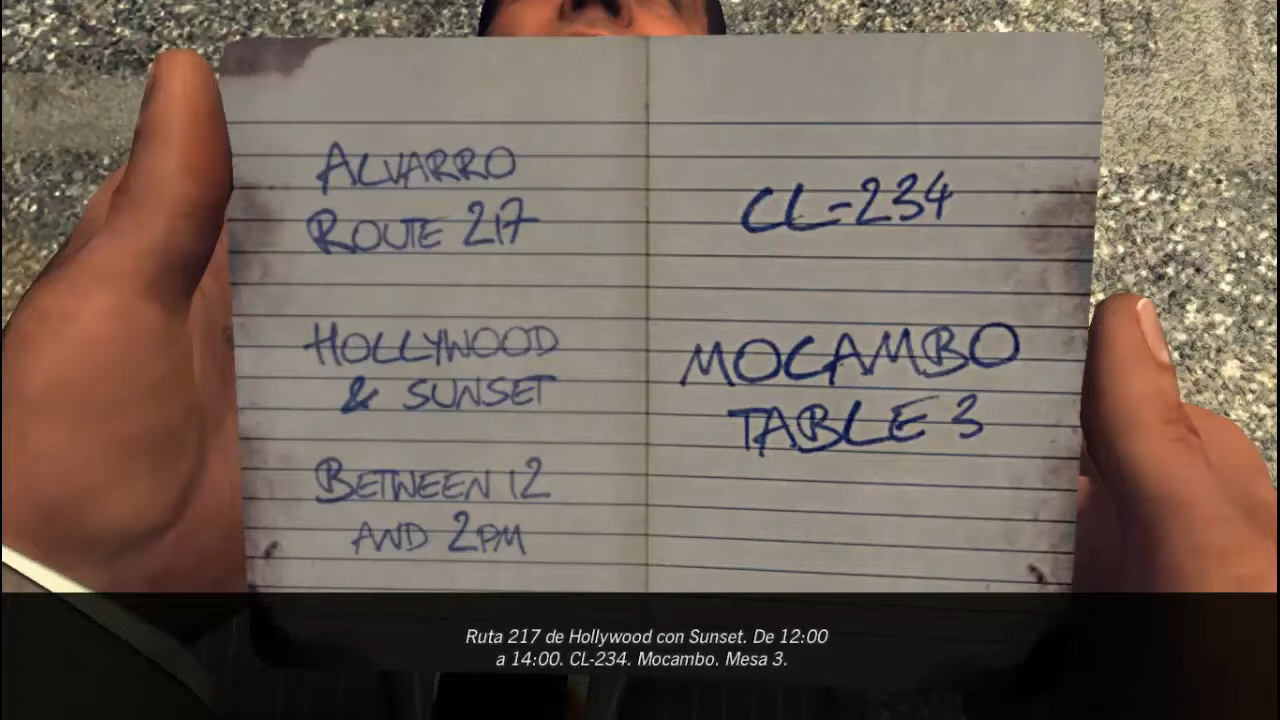 ALVARRO
ROUTE 217
HOLLYWOOD
& SUNSET
BETWEEN 12
AND 2PM
CL-234
MOCAMBO
TABLE 3
Ruta 217 de Hollywood con Sunset. De 12:00
a 14:00. CL-234. Mocambo. Mesa 3.